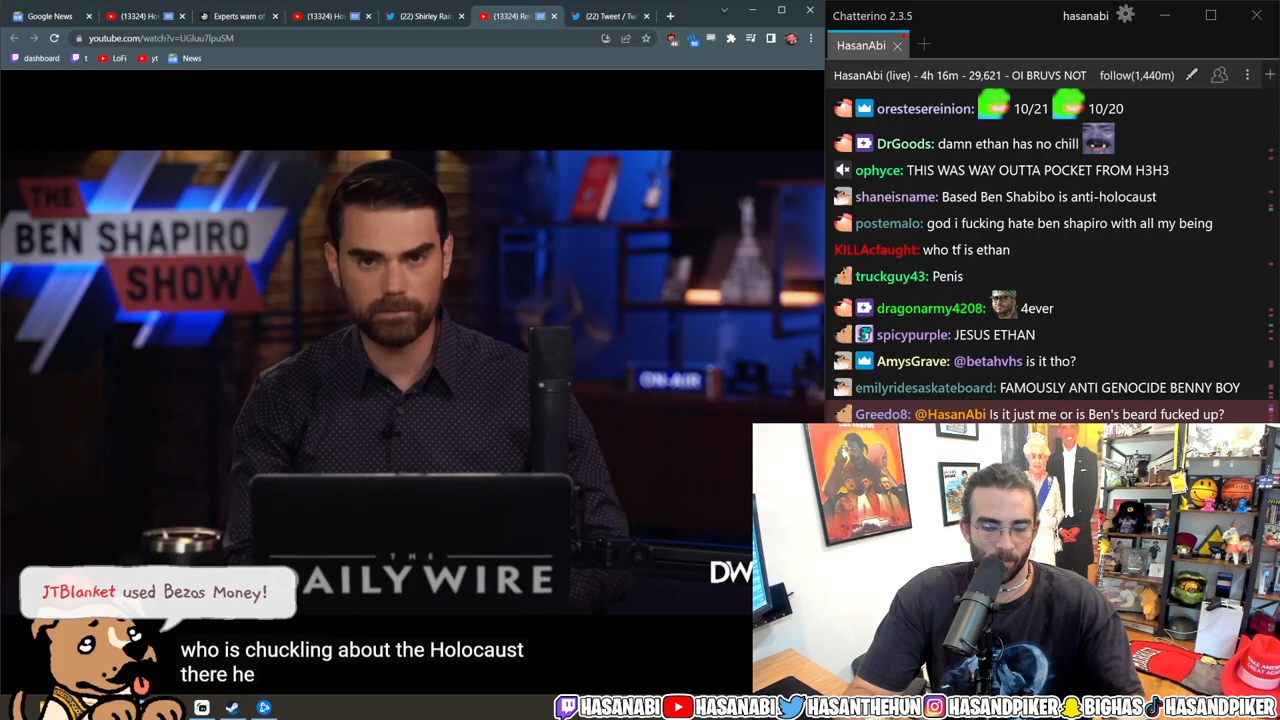 Google News
(13324) Ho
Experts warn of
(13324) Ho
(22) Shirley Rai
(13324) Re
(22) Tweet / Tw
youtube.com/watch?v=UGluu7lpuSM
46
90
dashboard
t
LoFi
yt
News
THE
BEN SHAPIRO
SHOW
ON-AIR
THE
DAILY WIRE
DW
JTBlanket used Bezos Money!
who is chuckling about the Holocaust
there he
Chatterino 2.3.5
hasanabi
HasanAbi
HasanAbi (live) - 4h 16m - 29,621 - OI BRUVS NOT
follow(1,440m)
orestesereinion: 10/21 10/20
DrGoods: damn ethan has no chill
ophyce: THIS WAS WAY OUTTA POCKET FROM H3H3
shaneisname: Based Ben Shabibo is anti-holocaust
postemalo: god i fucking hate ben shapiro with all my being
KILLAcfaught: who tf is ethan
truckguy43: Penis
dragonarmy4208: 4ever
spicypurple: JESUS ETHAN
AmysGrave: @betahvhs is it tho?
emilyridesaskateboard: FAMOUSLY ANTI GENOCIDE BENNY BOY
Greedo8: @HasanAbi Is it just me or is Ben's beard fucked up?
HASANABI HASANABI HASANTHEHUN HASANDPIKER BIGHAS HASANDPIKER